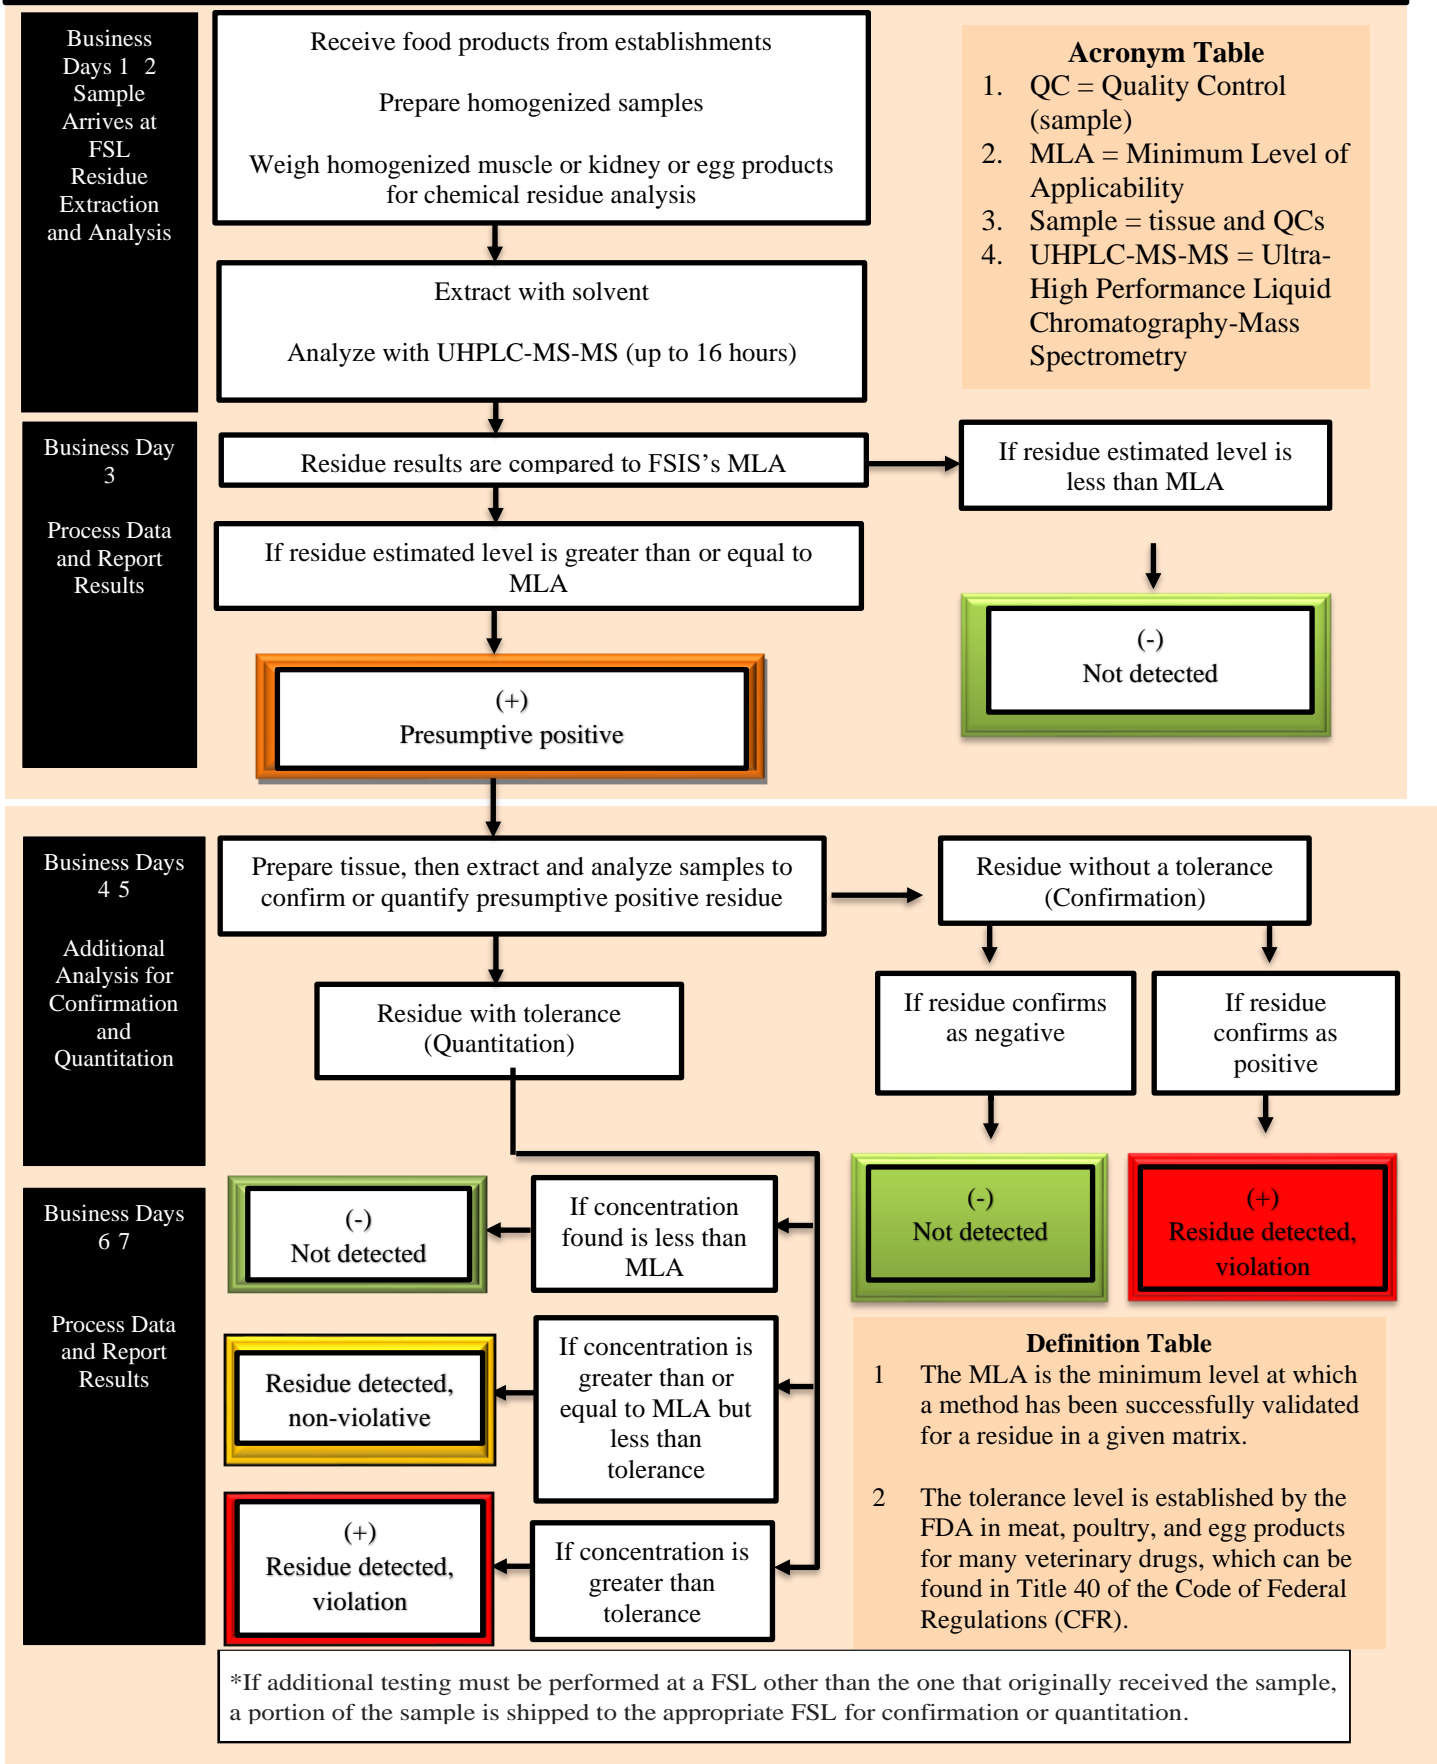 Business
Days 1 2
Sample
Arrives at
FSL
Residue
Extraction
and Analysis
Receive food products from establishments
Prepare homogenized samples
Weigh homogenized muscle or kidney or egg products
for chemical residue analysis
Acronym Table
1. QC = Quality Control
(sample)
2. MLA = Minimum Level of
Applicability
3. Sample = tissue and QCs
4. UHPLC-MS-MS = Ultra-
High Performance Liquid
Chromatography-Mass
Spectrometry
Extract with solvent
Analyze with UHPLC-MS-MS (up to 16 hours)
Business Day
3
Process Data
and Report
Results
Residue results are compared to FSIS's MLA
If residue estimated level is
less than MLA
If residue estimated level is greater than or equal to
MLA
(-)
Not detected
(+)
Presumptive positive
Business Days
4 5
Additional
Analysis for
Confirmation
and
Quantitation
Prepare tissue, then extract and analyze samples to
confirm or quantify presumptive positive residue
Residue without a tolerance
(Confirmation)
Residue with tolerance
(Quantitation)
If residue confirms
as negative
If residue
confirms as
positive
Business Days
6 7
Process Data
and Report
Results
(-)
Not detected
If concentration
found is less than
MLA
(-)
Not detected
(+)
Residue detected,
violation
Residue detected,
non-violative
If concentration is
greater than or
equal to MLA but
less than
tolerance
(+)
Residue detected,
violation
If concentration is
greater than
tolerance
Definition Table
1 The MLA is the minimum level at which
a method has been successfully validated
for a residue in a given matrix.
2 The tolerance level is established by the
FDA in meat, poultry, and egg products
for many veterinary drugs, which can be
found in Title 40 of the Code of Federal
Regulations (CFR).
*If additional testing must be performed at a FSL other than the one that originally received the sample,
a portion of the sample is shipped to the appropriate FSL for confirmation or quantitation.